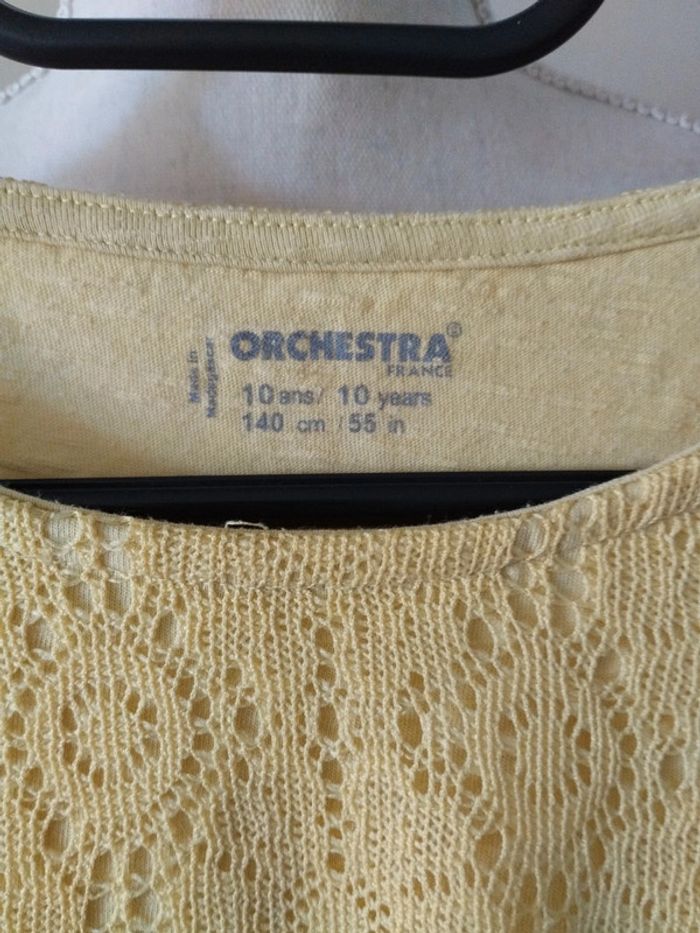 Made in
Madagascar
ORCHESTRA®
FRANCE
10 ans/ 10 years
140 cm / 55 in